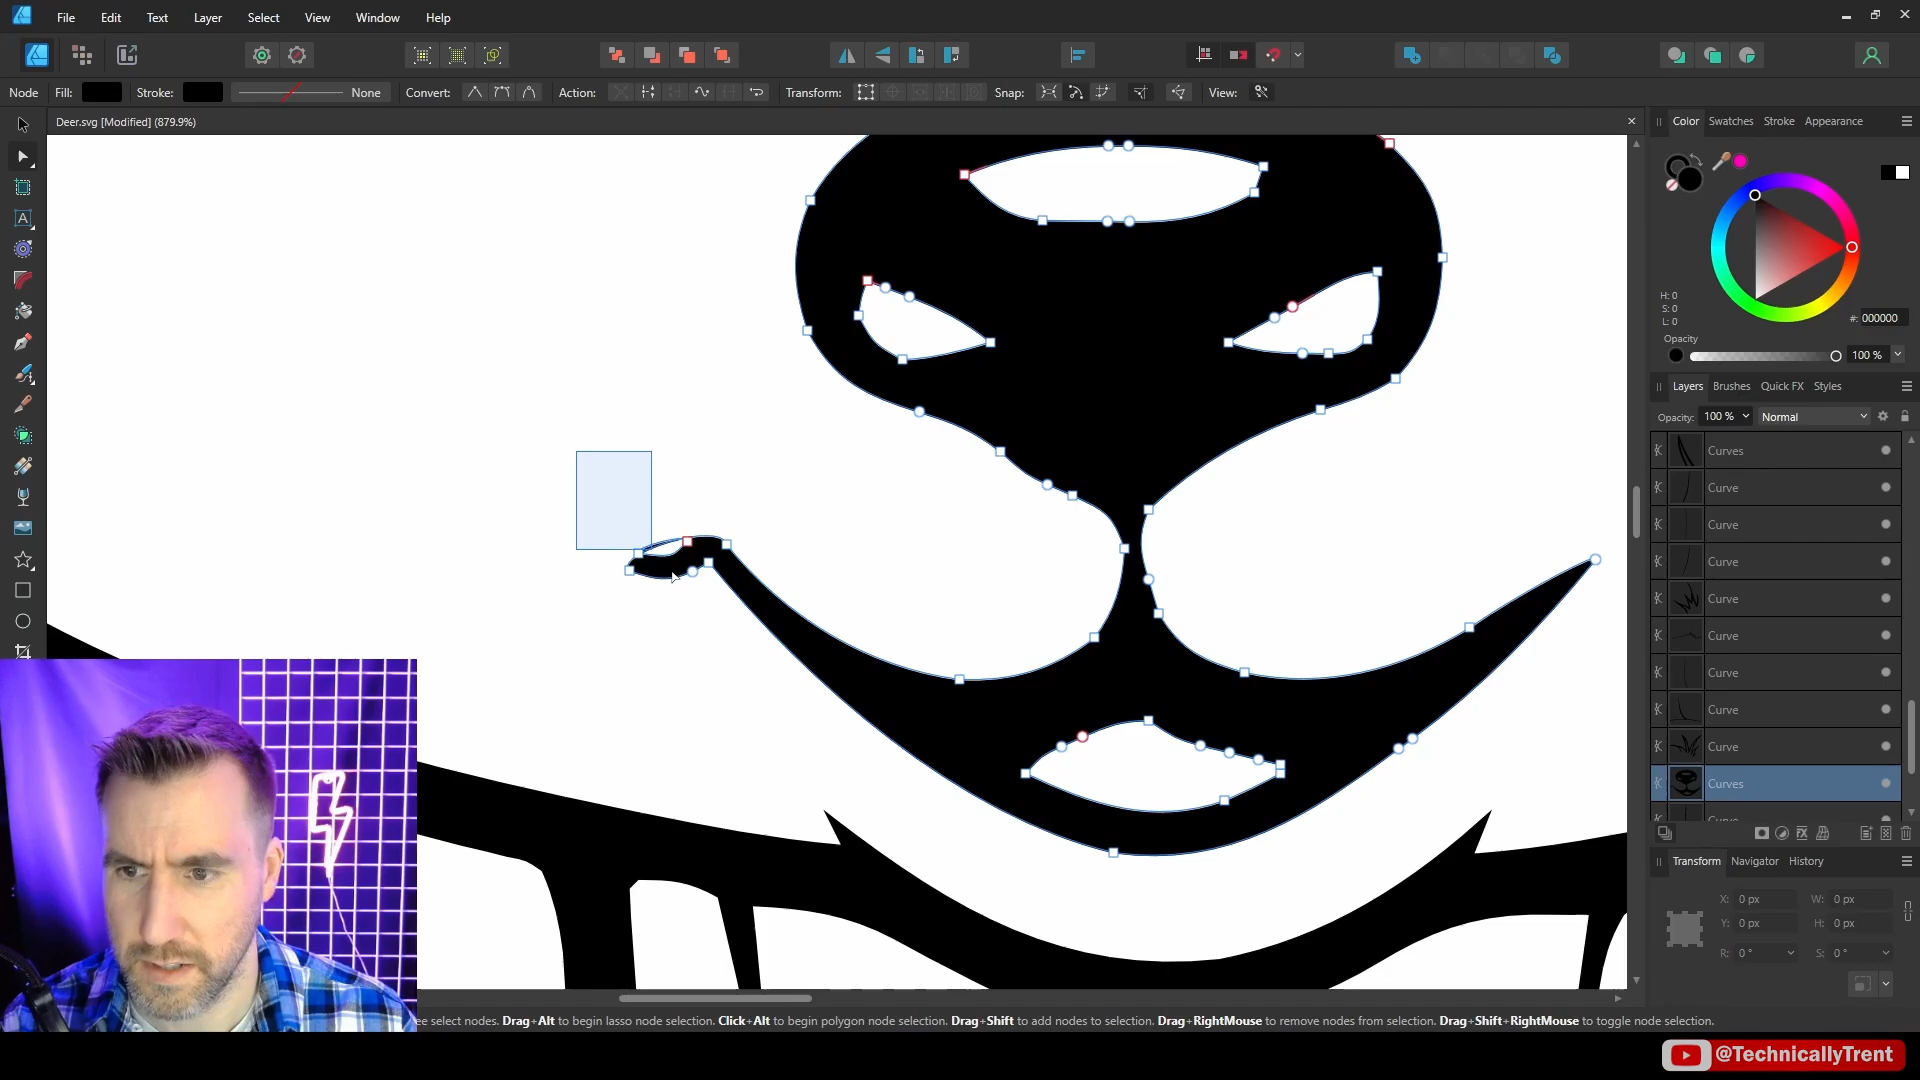 File Edit Text Layer Select View Window Help
Node Fill: Stroke: None Convert: Action: Transform: Snap: View:
Deer.svg [Modified] (879.9%)
Color Swatches Stroke Appearance
H: 0
S: 0
L: 0
#: 000000
Opacity
100 %
Layers Brushes Quick FX Styles
Opacity: 100 % Normal
Curves
Curve
Curve
Curve
Curve
Curve
Curve
Curve
Curve
Curves
Curve
Transform Navigator History
X: 0 px W: 0 px
Y: 0 px H: 0 px
R: 0 ° S: 0 °
select nodes. Drag+Alt to begin lasso node selection. Click+Alt to begin polygon node selection. Drag+Shift to add nodes to selection. Drag+RightMouse to remove nodes from selection. Drag+Shift+RightMouse to toggle node selection.
@TechnicallyTrent